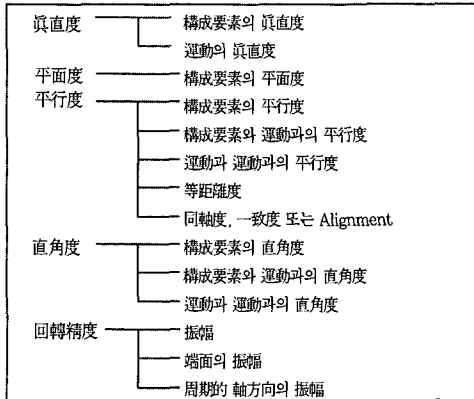 眞直度 構成要素의 眞直度
運動의 眞直度
平面度 構成要素의 平面度
平行度 構成要素의 平行度
構成要素와 運動과의 平行度
運動과 運動과의 平行度
等距離度
同軸度, 一致度 또는 Alignment
直角度 構成要素의 直角度
構成要素와 運動과의 直角度
運動과 運動과의 直角度
回轉精度 振幅
端面의 振幅
周期的 軸方向의 振幅